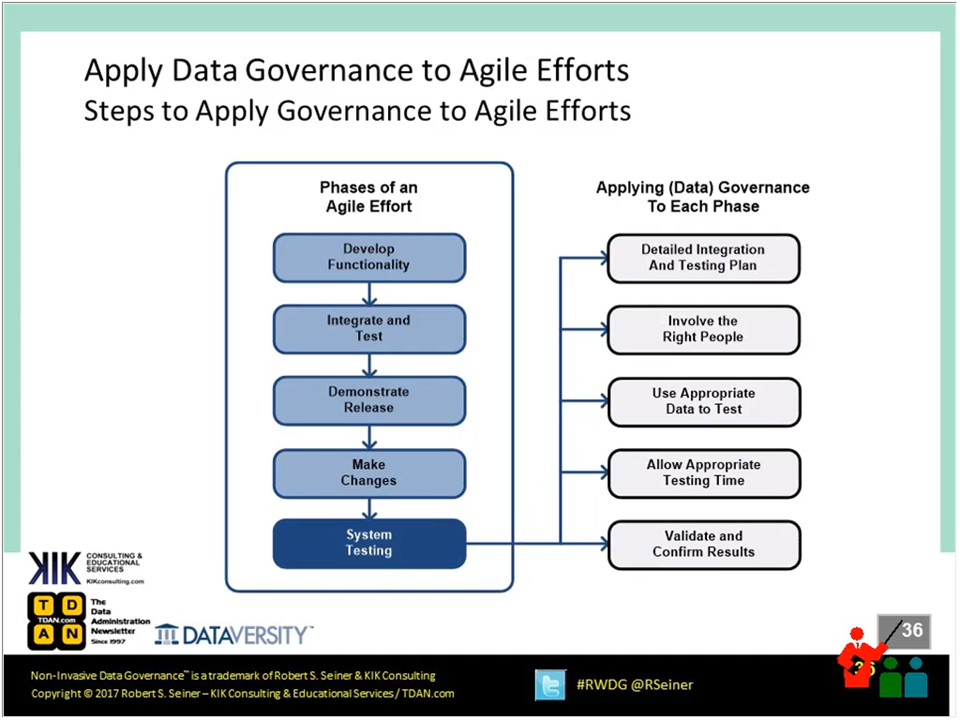 Apply Data Governance to Agile Efforts
Steps to Apply Governance to Agile Efforts
Phases of an
Agile Effort
Develop
Functionality
Integrate and
Test
Demonstrate
Release
Make
Changes
System
Testing
Applying (Data) Governance
To Each Phase
Detailed Integration
And Testing Plan
Involve the
Right People
Use Appropriate
Data to Test
Allow Appropriate
Testing Time
Validate and
Confirm Results
KIK
CONSULTING &
EDUCATIONAL
SERVICES
KIKconsulting.com
T D
TDAN.com
A N
The
Data
Administration
Newsletter
Since 1997
DATAVERSITY™
36
36
Non-Invasive Data Governance™ is a trademark of Robert S. Seiner & KIK Consulting
Copyright © 2017 Robert S. Seiner – KIK Consulting & Educational Services / TDAN.com
#RWDG @RSeiner